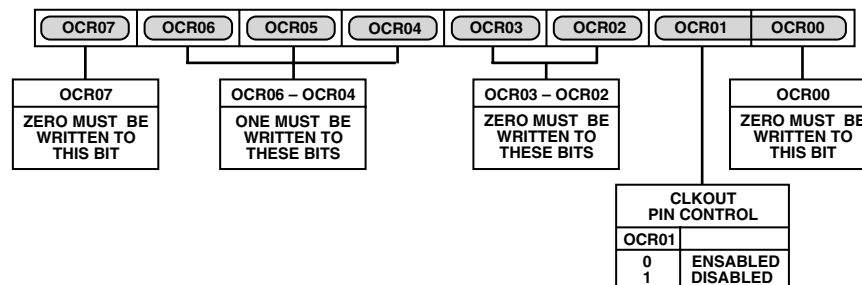 OCR07 OCR06 OCR05 OCR04 OCR03 OCR02 OCR01 OCR00
OCR07
ZERO MUST BE
WRITTEN TO
THIS BIT
OCR06 – OCR04
ONE MUST BE
WRITTEN TO
THESE BITS
OCR03 – OCR02
ZERO MUST BE
WRITTEN TO
THESE BITS
OCR00
ZERO MUST BE
WRITTEN TO
THIS BIT
CLKOUT
PIN CONTROL
OCR01
0 ENSABLED
1 DISABLED